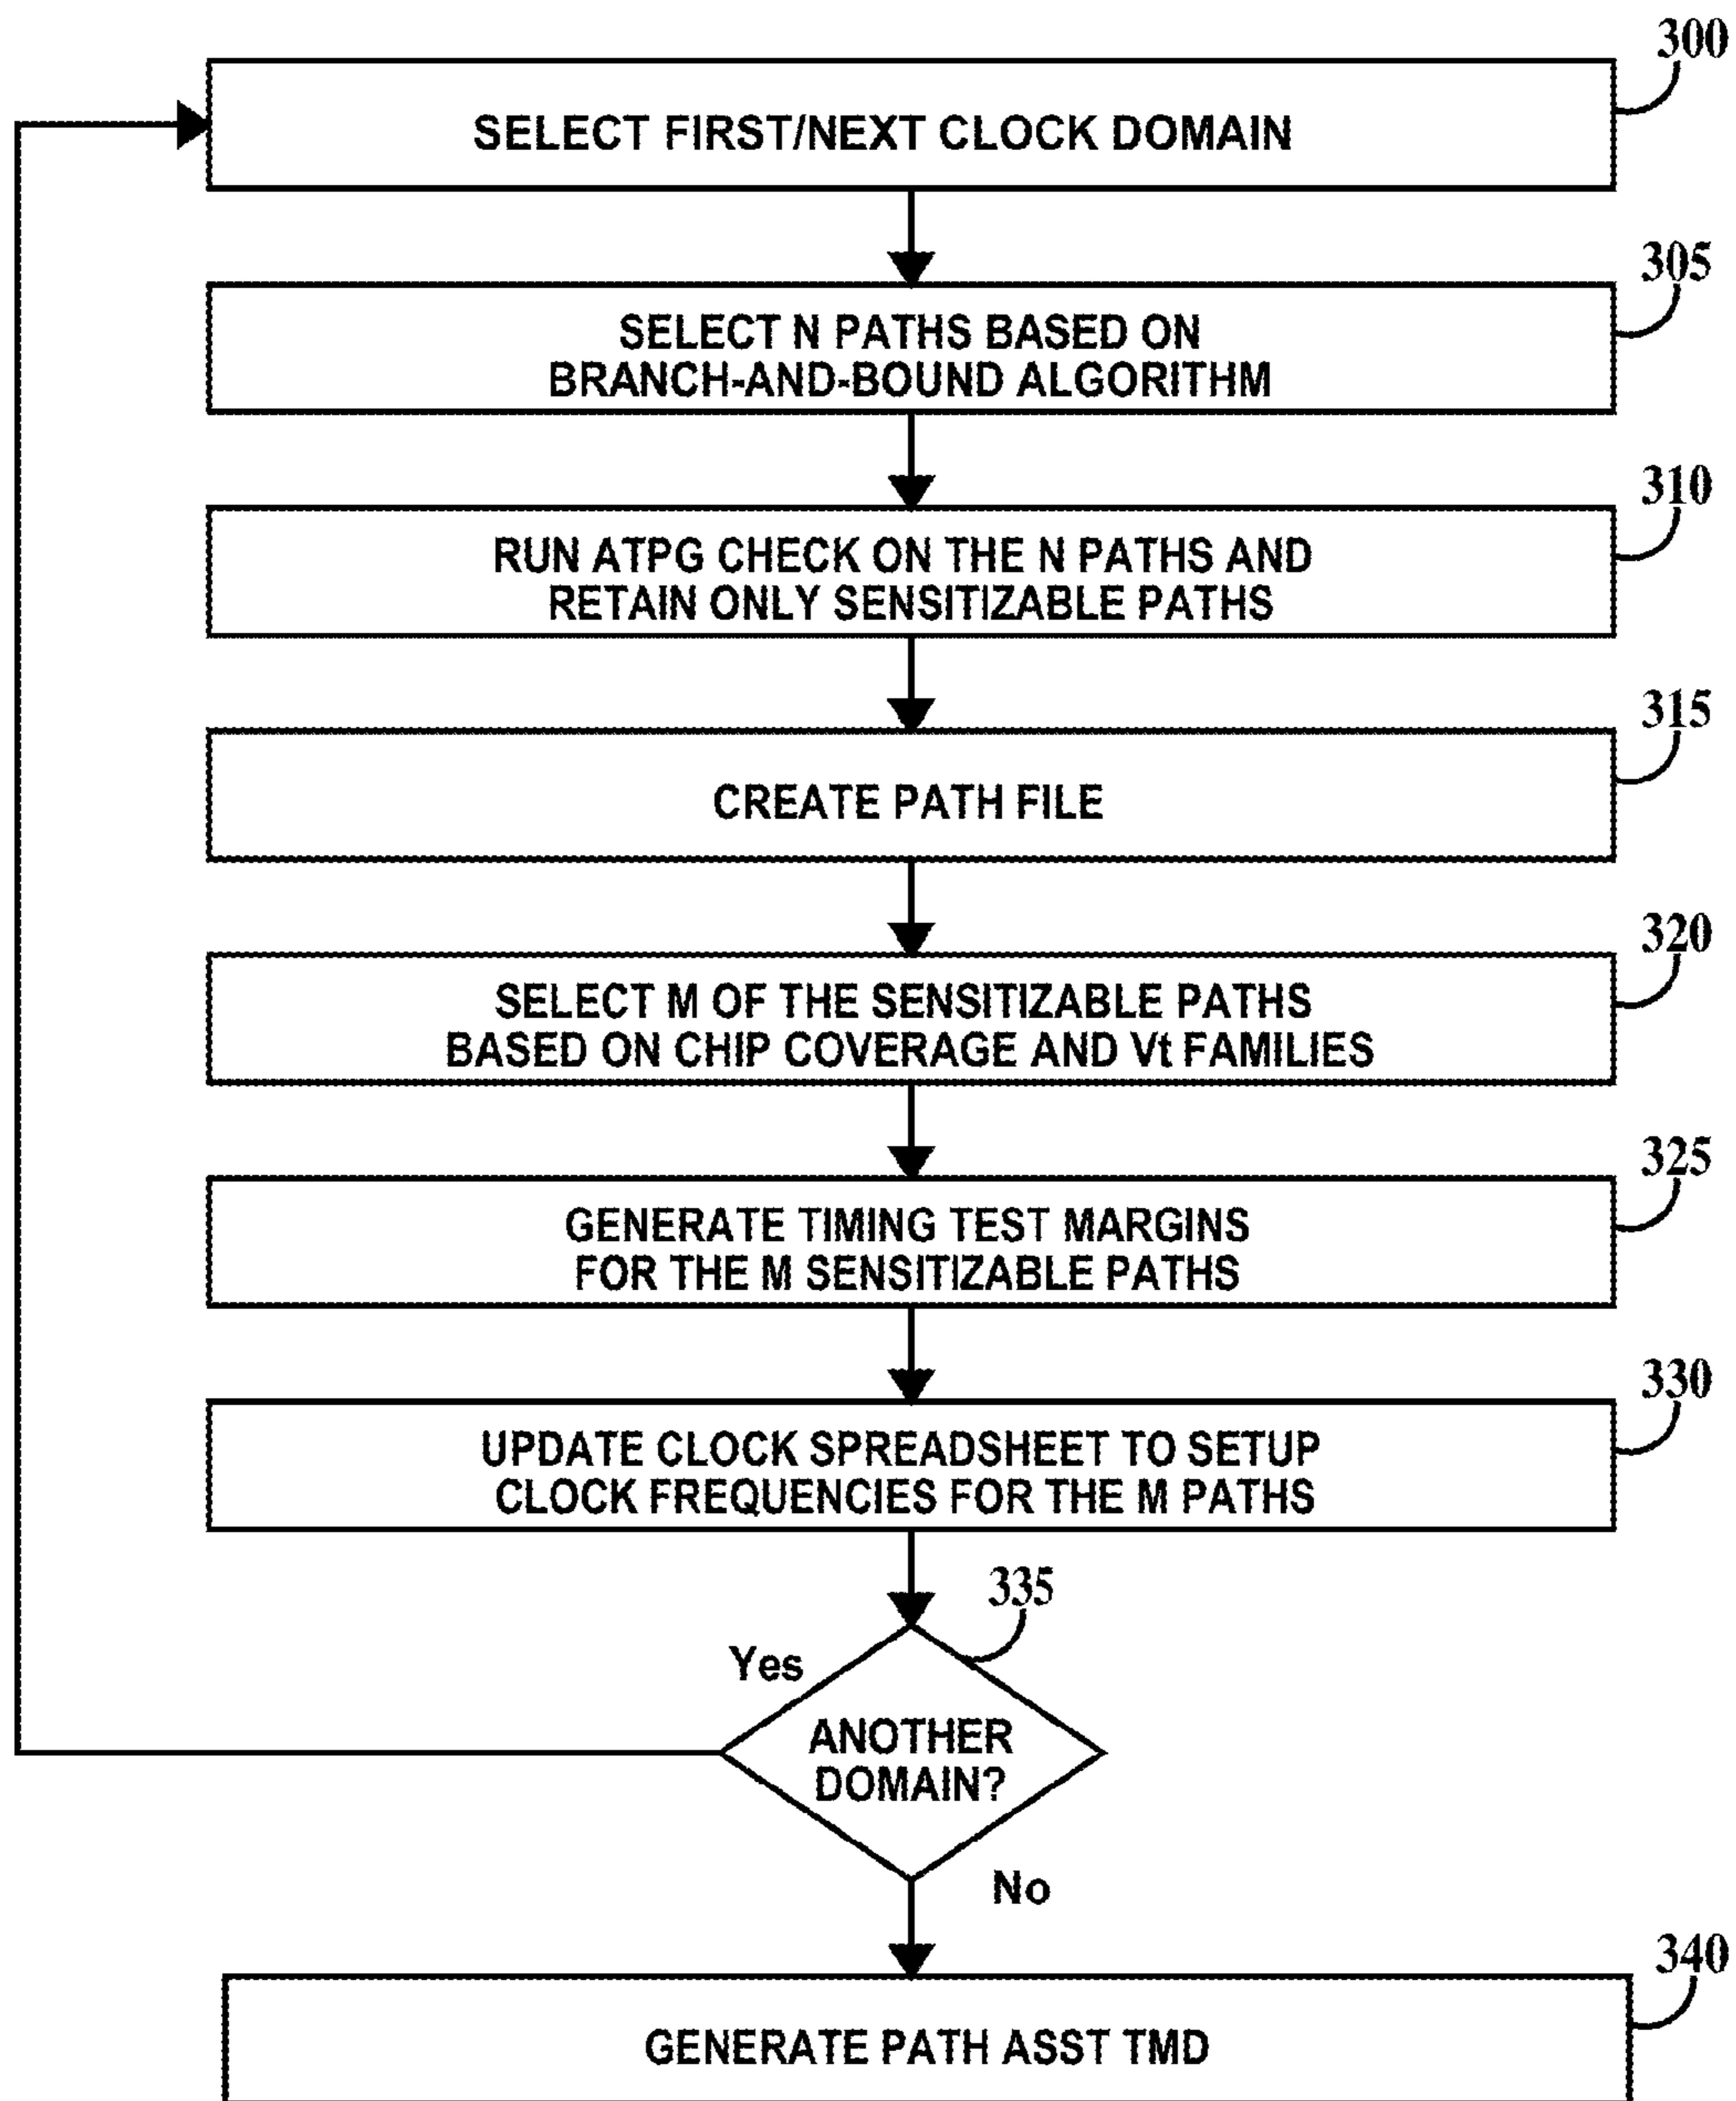 300
SELECT FIRST/NEXT CLOCK DOMAIN
305
SELECT N PATHS BASED ON
BRANCH-AND-BOUND ALGORITHM
310
RUN ATPG CHECK ON THE N PATHS AND
RETAIN ONLY SENSITIZABLE PATHS
315
CREATE PATH FILE
320
SELECT M OF THE SENSITIZABLE PATHS
BASED ON CHIP COVERAGE AND Vt FAMILIES
325
GENERATE TIMING TEST MARGINS
FOR THE M SENSITIZABLE PATHS
330
UPDATE CLOCK SPREADSHEET TO SETUP
CLOCK FREQUENCIES FOR THE M PATHS
335
Yes
ANOTHER
DOMAIN?
No
340
GENERATE PATH ASST TMD